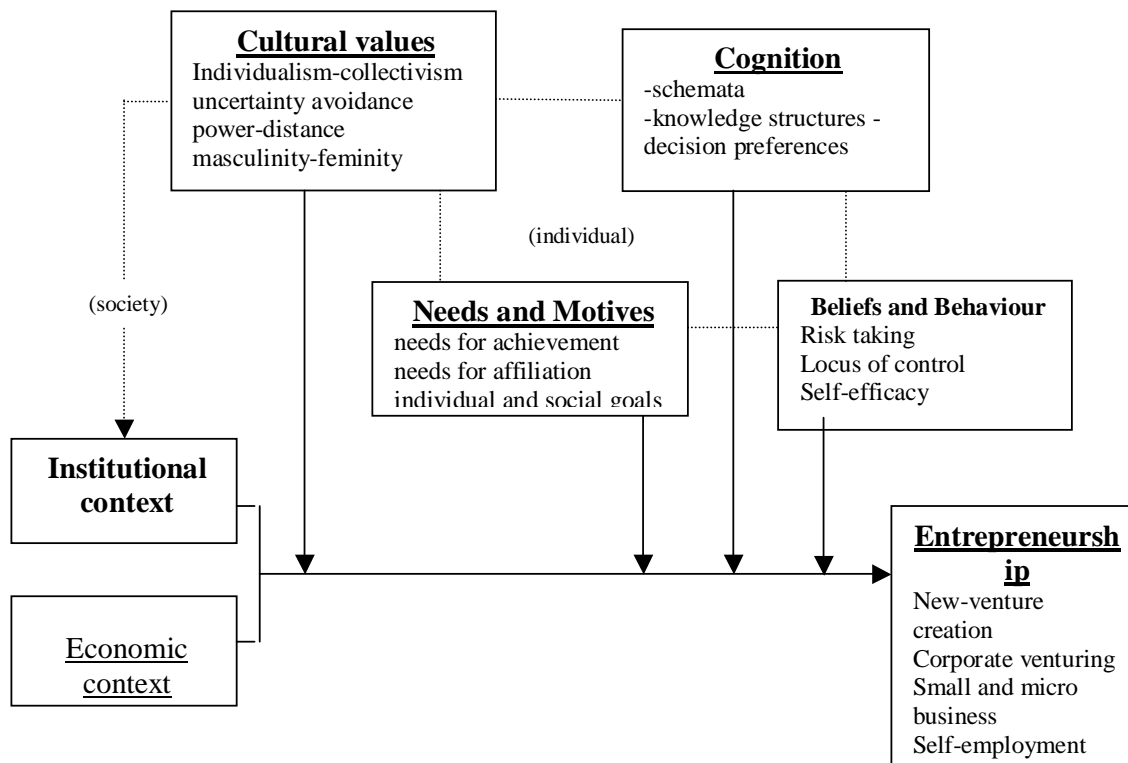 Cultural values
Individualism-collectivism
uncertainty avoidance
power-distance
masculinity-feminity
Cognition
-schemata
-knowledge structures -
decision preferences
(individual)
(society)
Needs and Motives
needs for achievement
needs for affiliation
individual and social goals
Beliefs and Behaviour
Risk taking
Locus of control
Self-efficacy
Institutional
context
Economic
context
Entrepreneursh
ip
New-venture
creation
Corporate venturing
Small and micro
business
Self-employment